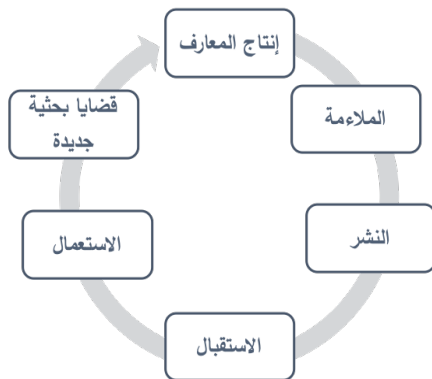 إنتاج المعارف
الملاءمة
النشر
الاستقبال
الاستعمال
قضايا بحثية
جديدة